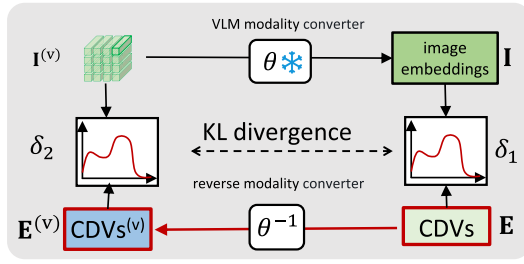 VLM modality converter
I^(v)
θ
image
embeddings
I
δ₂
KL divergence
δ₁
reverse modality converter
E^(v)
CDVs^(v)
θ⁻¹
CDVs
E